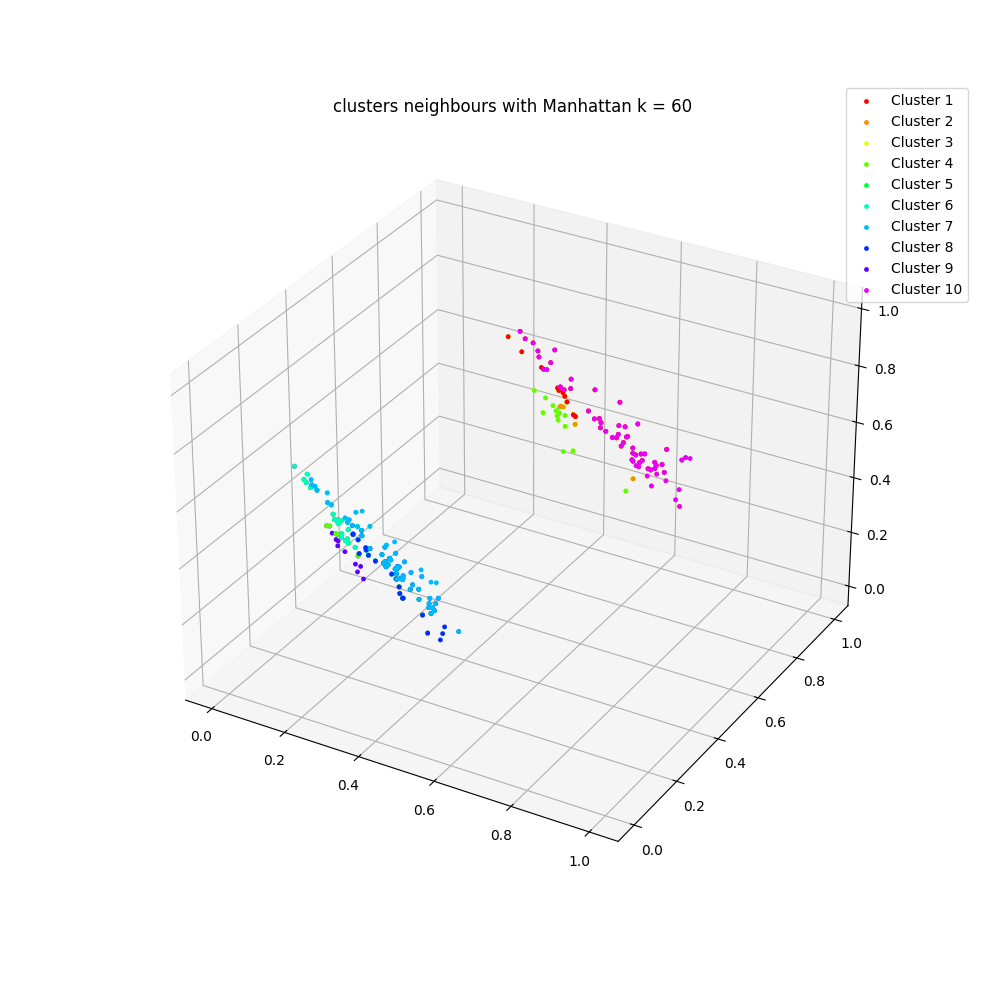 clusters neighbours with Manhattan k = 60
Cluster 1
Cluster 2
Cluster 3
Cluster 4
Cluster 5
Cluster 6
Cluster 7
Cluster 8
Cluster 9
Cluster 10
1.0
0.8
0.6
0.4
0.2
0.0
1.0
0.8
0.6
0.4
0.2
0.0
0.0
0.2
0.4
0.6
0.8
1.0